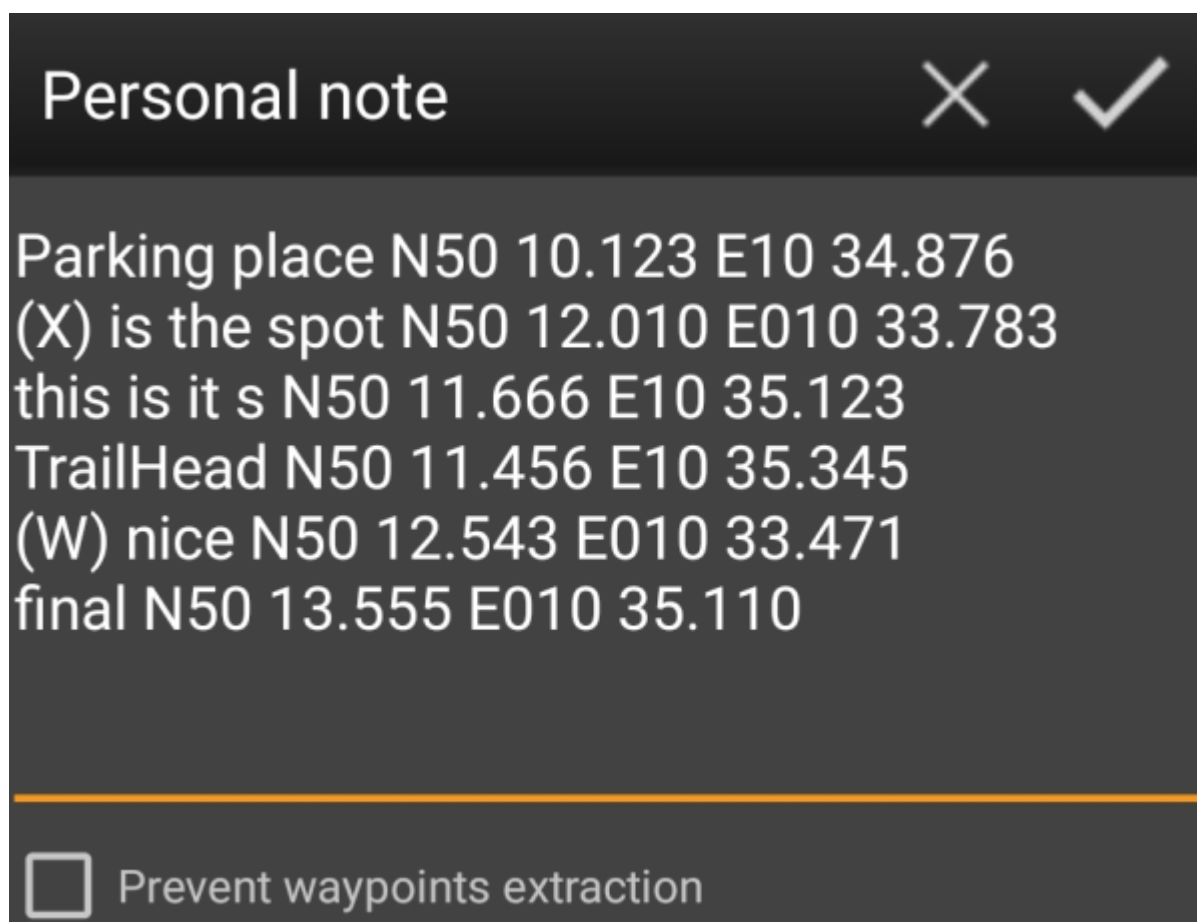 Personal note
Parking place N50 10.123 E10 34.876
(X) is the spot N50 12.010 E010 33.783
this is it s N50 11.666 E10 35.123
TrailHead N50 11.456 E10 35.345
(W) nice N50 12.543 E010 33.471
final N50 13.555 E010 35.110
Prevent waypoints extraction